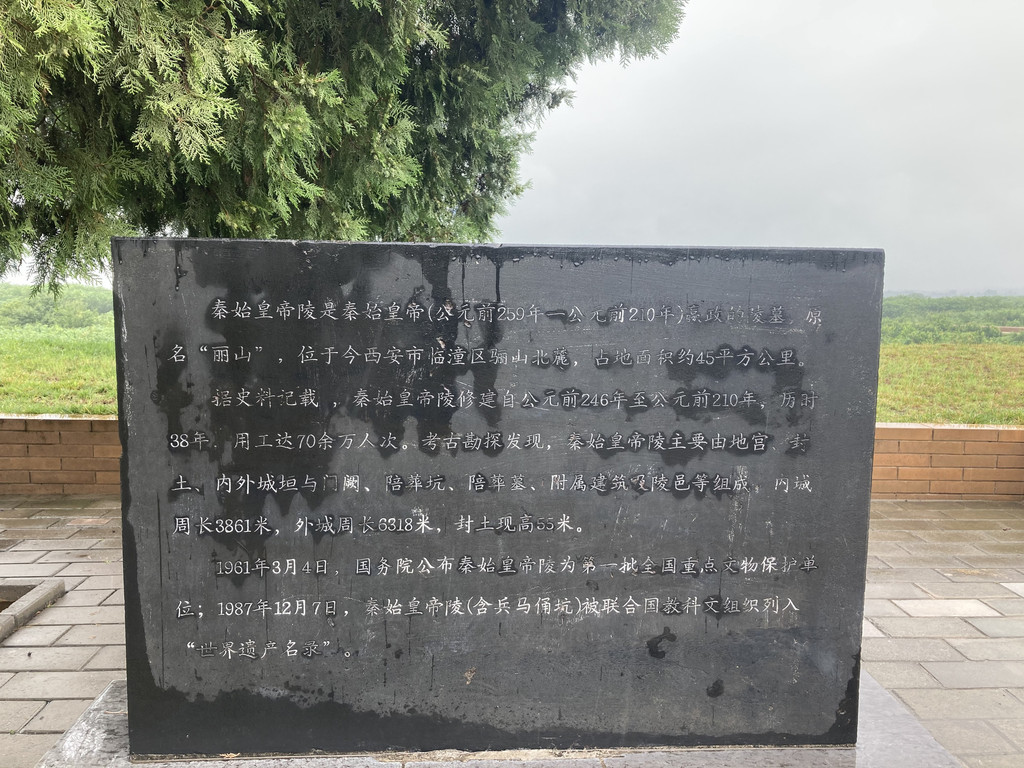 秦始皇帝陵是秦始皇帝(公元前259年—公元前210年)嬴政的陵墓,原
名“丽山”,位于今西安市临潼区骊山北麓,占地面积约45平方公里。
据史料记载,秦始皇帝陵修建自公元前246年至公元前210年,历时
38年,用工达70余万人次。考古勘探发现,秦始皇帝陵主要由地宫、封
土、内外城垣与门阙、陪葬坑、陪葬墓、附属建筑及陵邑等组成。内城
周长3861米,外城周长6318米,封土现高55米。
1961年3月4日,国务院公布秦始皇帝陵为第一批全国重点文物保护单
位;1987年12月7日,秦始皇帝陵(含兵马俑坑)被联合国教科文组织列入
“世界遗产名录”。